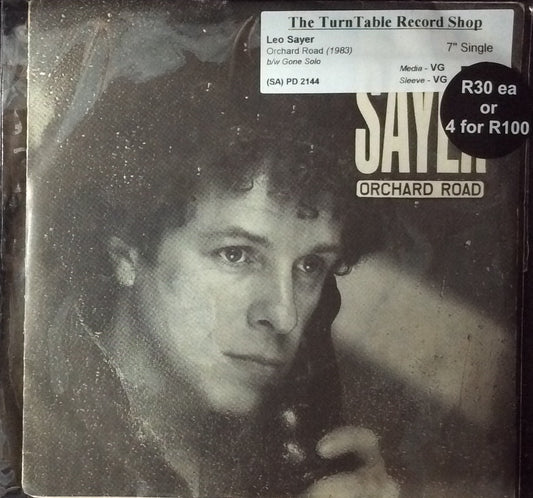 The TurnTable Record Shop
Leo Sayer
Orchard Road (1983)
7" Single
b/w Gone Solo
Media - VG
(SA) PD 2144
Sleeve - VG
R30 ea
or
4 for R100
SAYER
ORCHARD ROAD